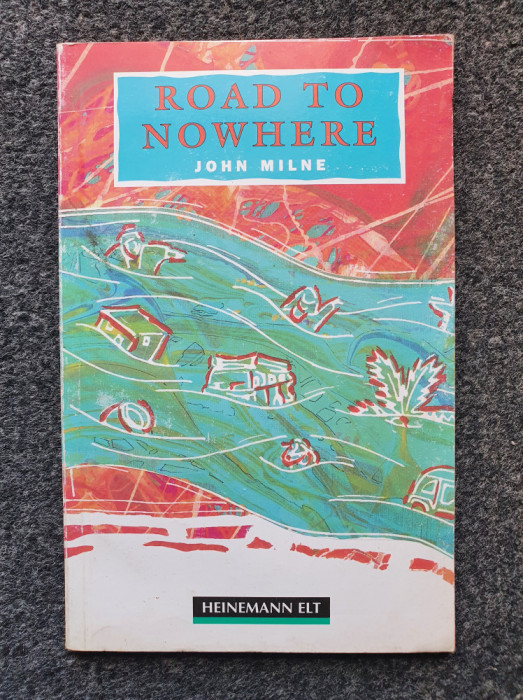 ROAD TO
NOWHERE
JOHN MILNE
HEINEMANN ELT